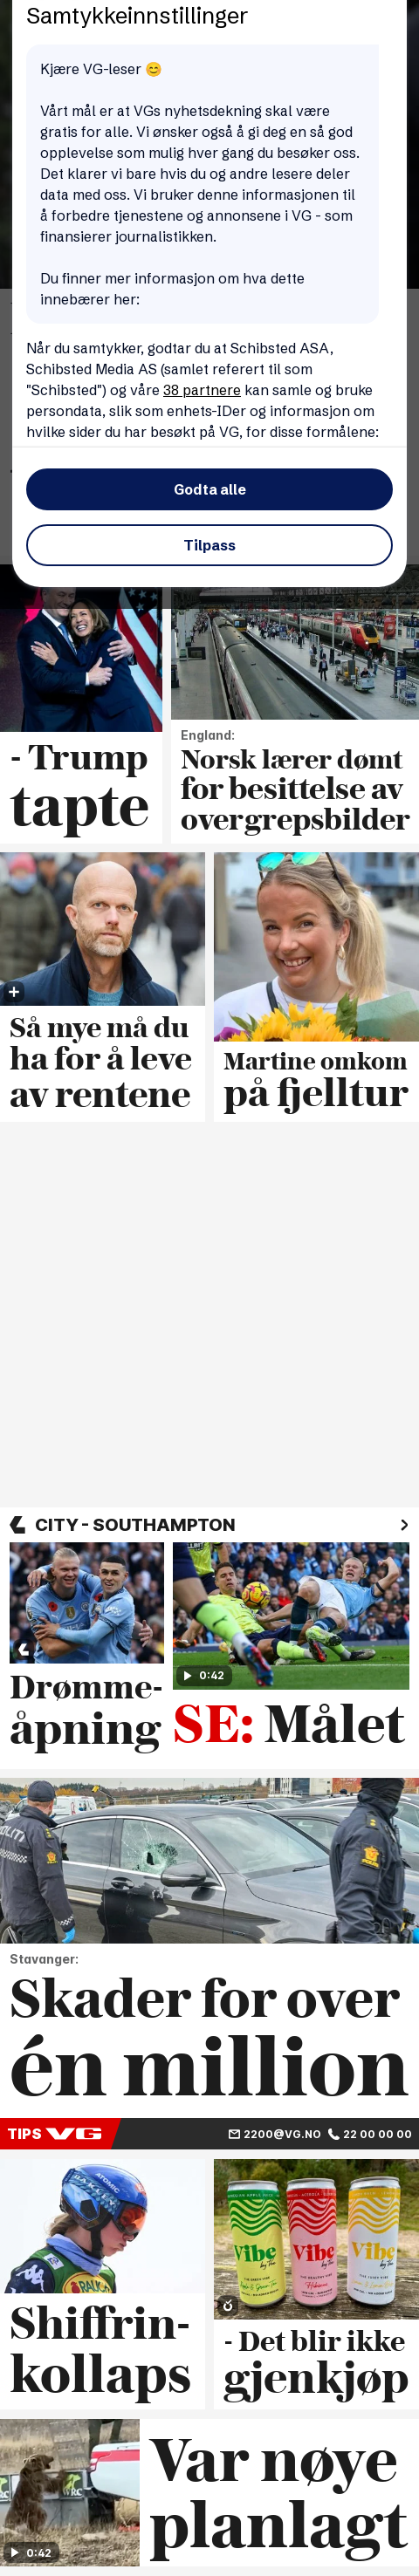 Samtykkeinnstillinger
Kjære VG-leser 😊
Vårt mål er at VGs nyhetsdekning skal være
gratis for alle. Vi ønsker også å gi deg en så god
opplevelse som mulig hver gang du besøker oss.
Det klarer vi bare hvis du og andre lesere deler
data med oss. Vi bruker denne informasjonen til
å forbedre tjenestene og annonsene i VG - som
finansierer journalistikken.
Du finner mer informasjon om hva dette
innebærer her:
Når du samtykker, godtar du at Schibsted ASA,
Schibsted Media AS (samlet referert til som
"Schibsted") og våre 38 partnere kan samle og bruke
persondata, slik som enhets-IDer og informasjon om
hvilke sider du har besøkt på VG, for disse formålene:
Godta alle
Tilpass
- Trump
tapte
England:
Norsk lærer dømt
for besittelse av
overgrepsbilder
Så mye må du
ha for å leve
av rentene
Martine omkom
på fjelltur
CITY - SOUTHAMPTON
Drømme-
åpning
0:42
SE: Målet
Stavanger:
Skader for over
én million
TIPS VG
2200@VG.NO 22 00 00 00
ATOMIC
Shiffrin-
kollaps
Vibe
Vibe
Vibe
- Det blir ikke
gjenkjøp
0:42
Var nøye
planlagt